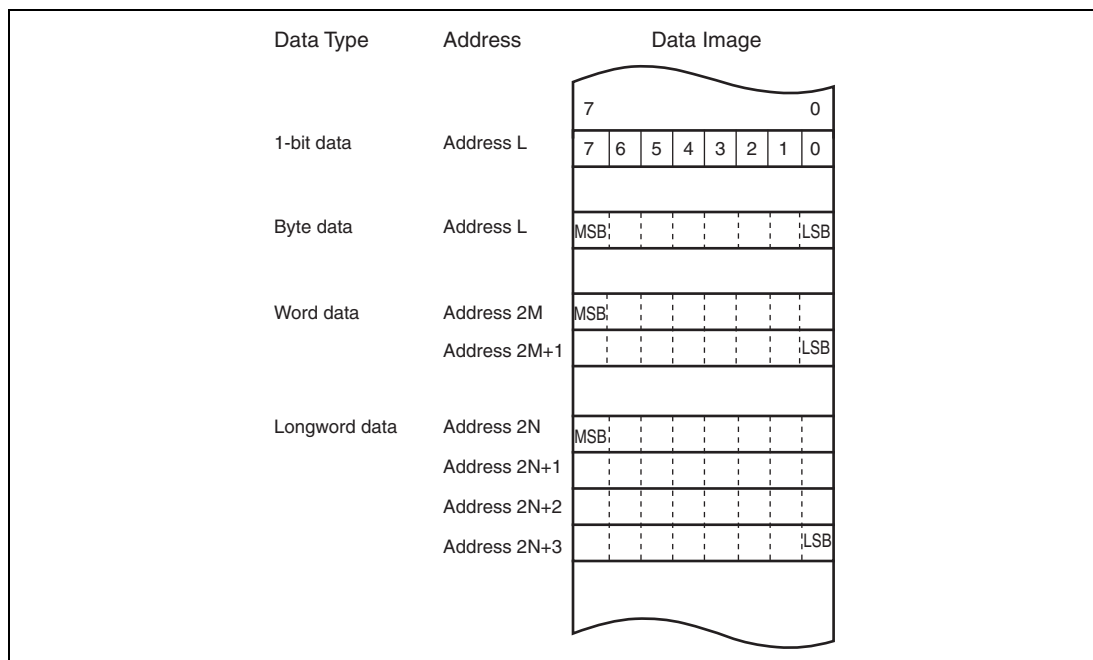 Data Type Address Data Image
7 0
1-bit data Address L 7 6 5 4 3 2 1 0
Byte data Address L MSB LSB
Word data Address 2M MSB
Address 2M+1 LSB
Longword data Address 2N MSB
Address 2N+1
Address 2N+2
Address 2N+3 LSB